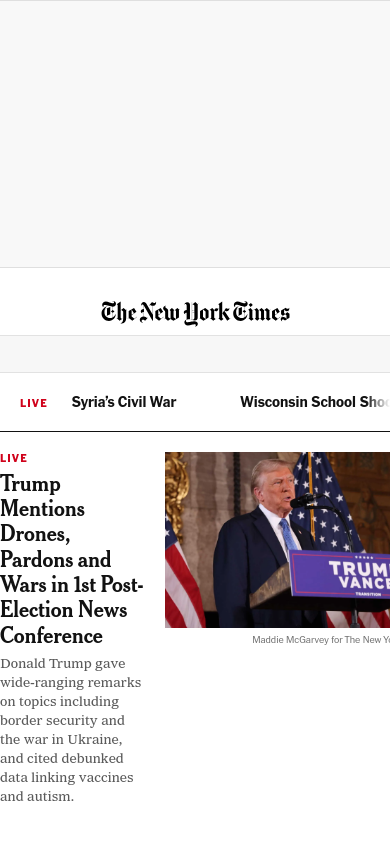 The New York Times
LIVE Syria's Civil War Wisconsin School
LIVE
Trump
Mentions
Drones,
Pardons and
Wars in 1st Post-
Election News
Conference
Donald Trump gave
wide-ranging remarks
on topics including
border security and
the war in Ukraine,
and cited debunked
data linking vaccines
and autism.
TRUMP
VANCE
TRANSITION
Maddie McGarvey for The New